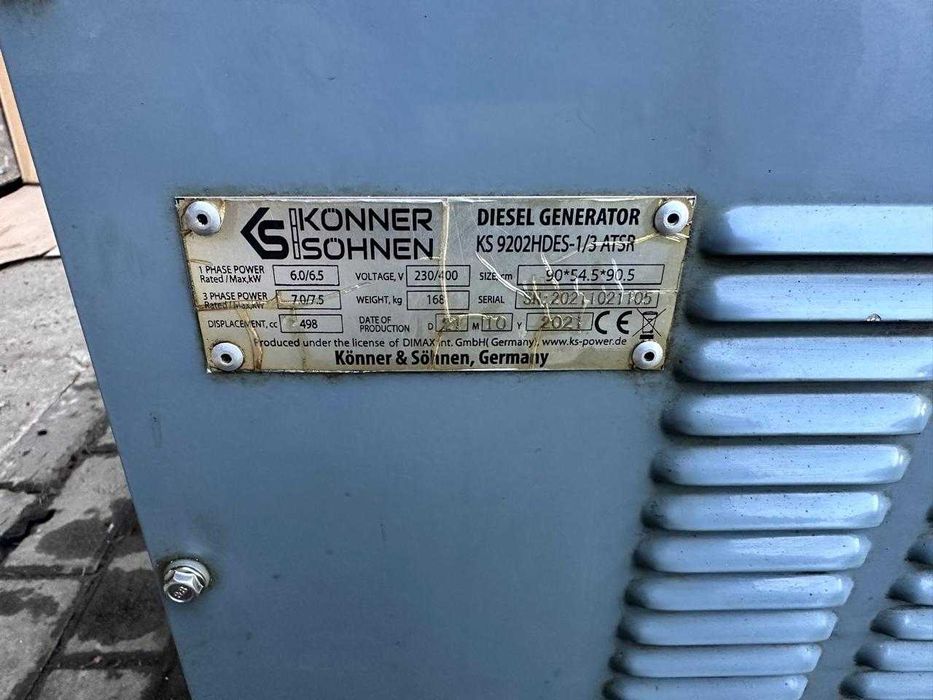 KS KÖNNER
SÖHNEN
DIESEL GENERATOR
KS 9202HDES-1/3 ATSR
1 PHASE POWER
Rated / Max,kW 6.0/6.5 VOLTAGE, V 230/400 SIZE, cm 90*54.5*90.5
3 PHASE POWER
Rated / Max,kW 7.0/7.5 WEIGHT, kg 168 SERIAL
DISPLACEMENT, cc 498 DATE OF
PRODUCTION D M 10 Y 2021 CE
Produced under the license of DIMAX Int. GmbH( Germany), www.ks-power.de
Könner & Söhnen, Germany